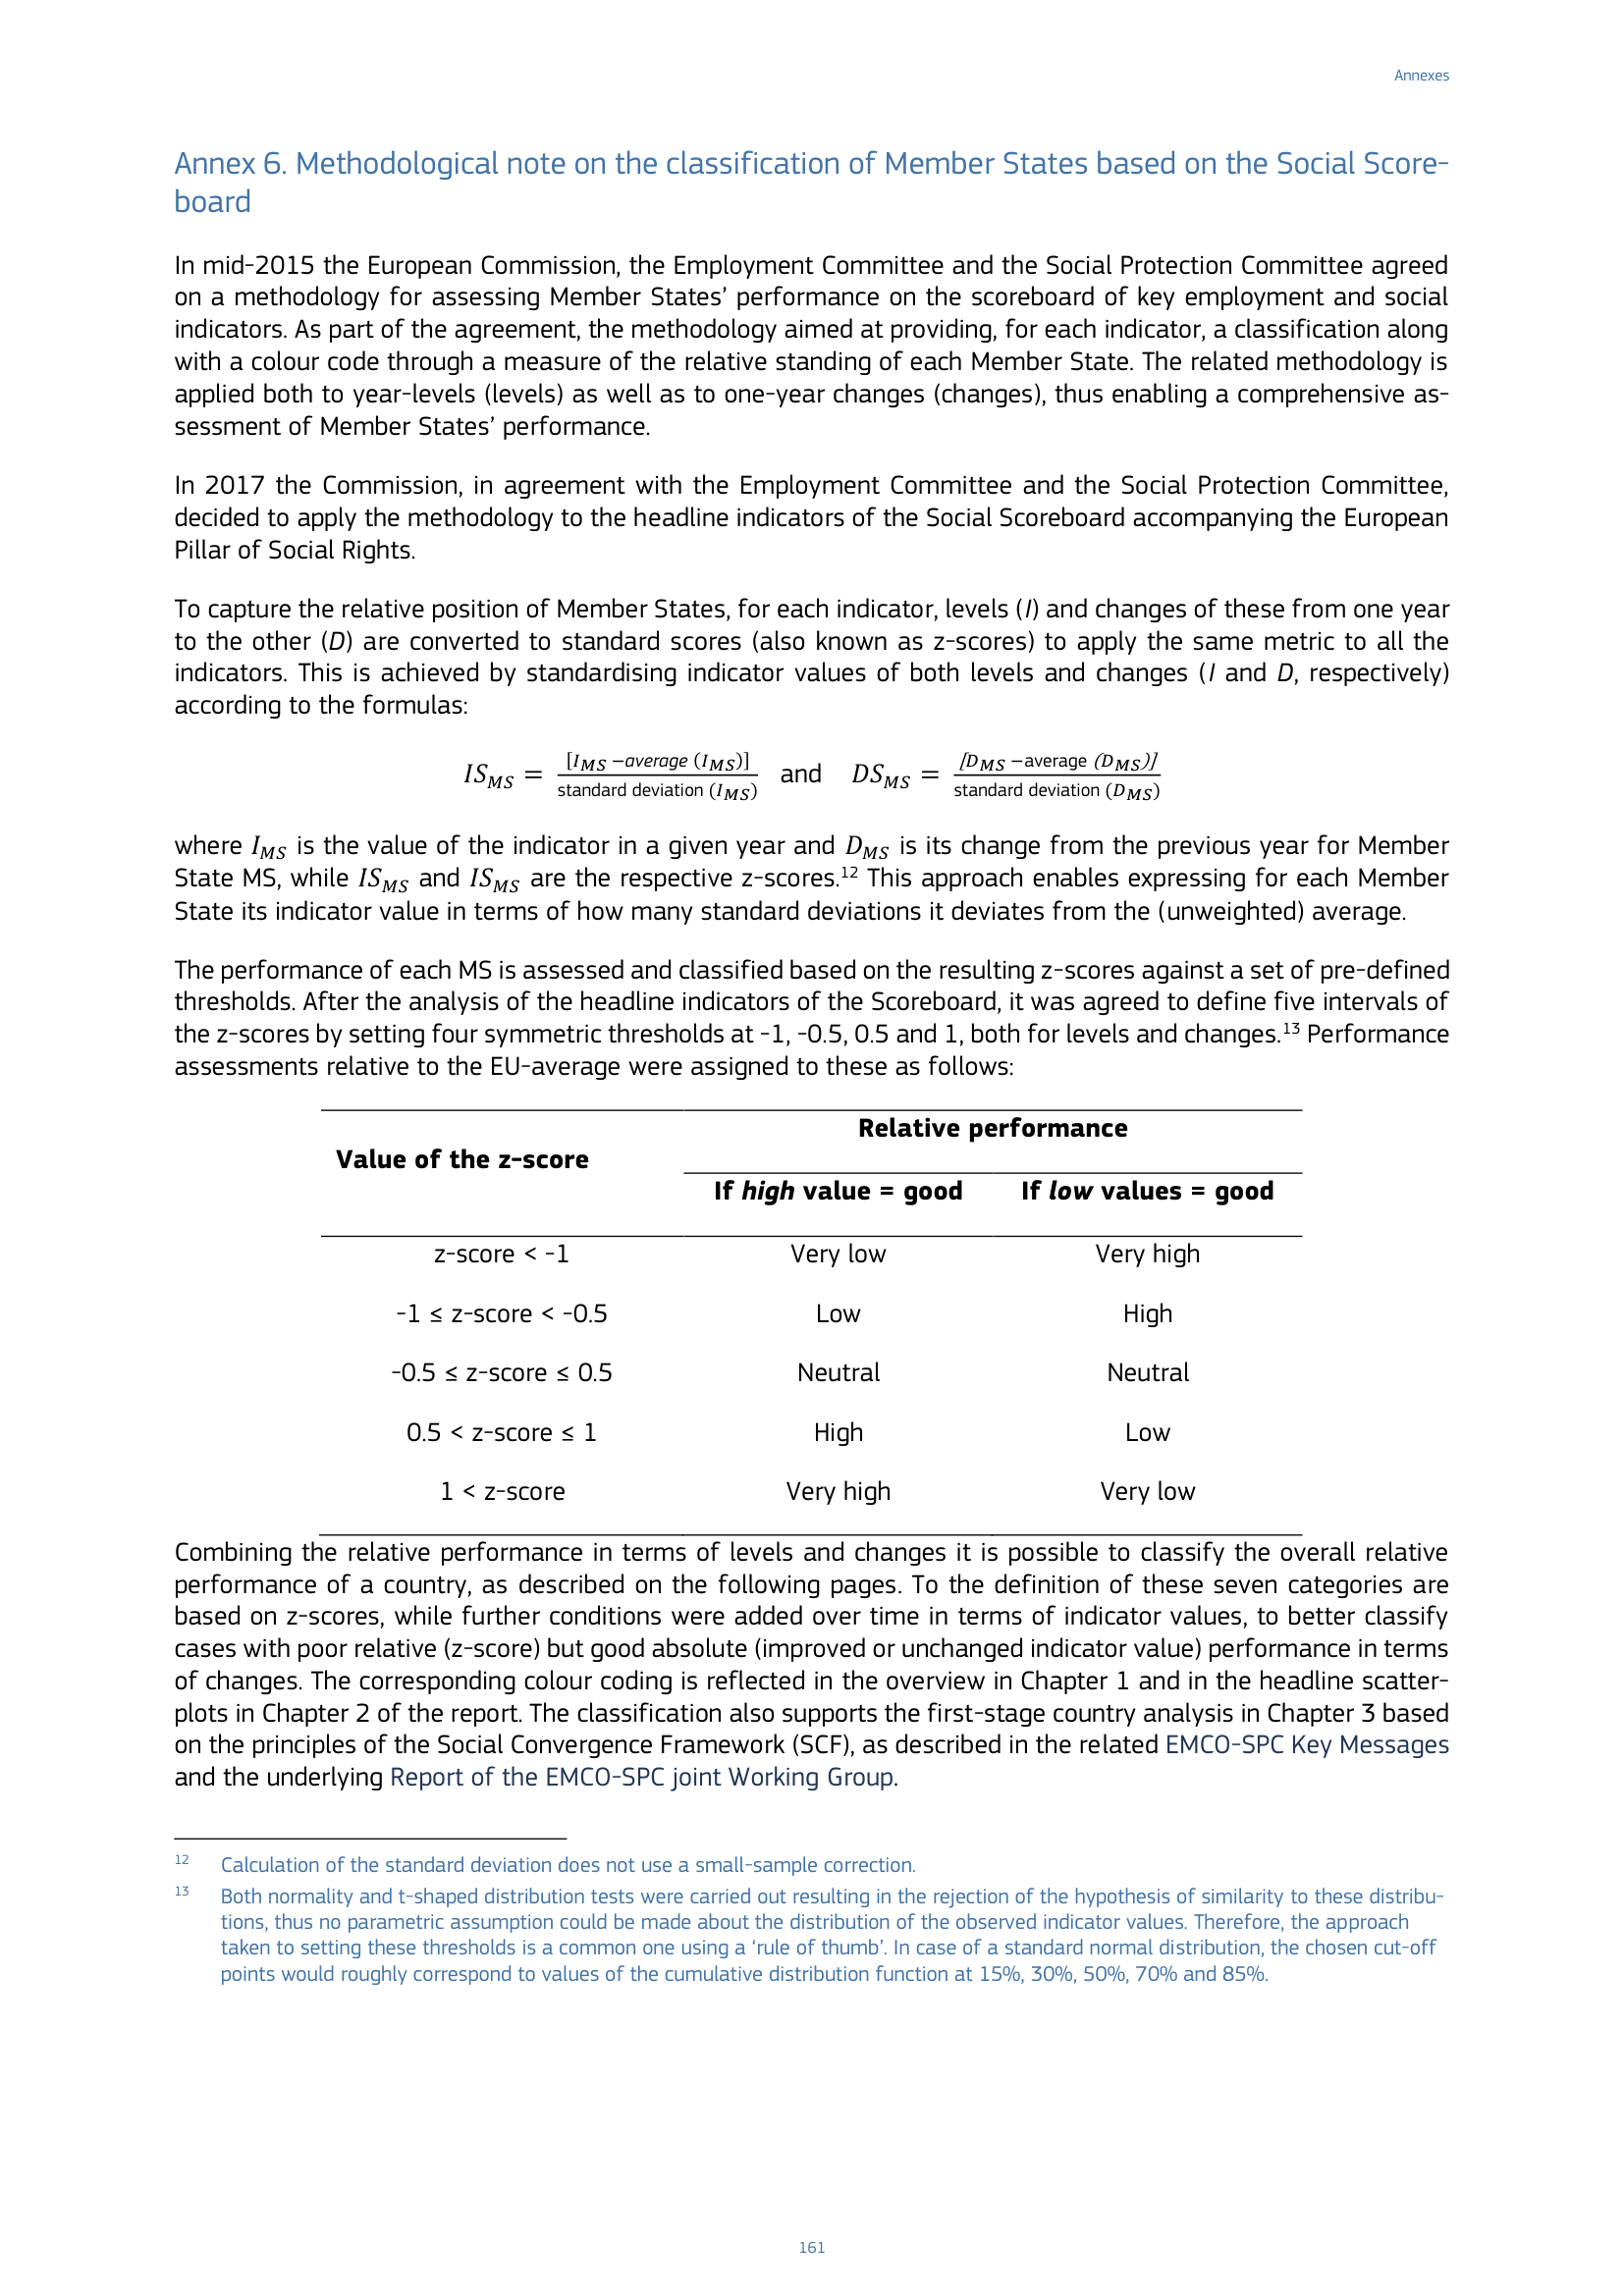 Annexes
Annex 6. Methodological note on the classification of Member States based on the Social Score-
board
In mid-2015 the European Commission, the Employment Committee and the Social Protection Committee agreed
on a methodology for assessing Member States’ performance on the scoreboard of key employment and social
indicators. As part of the agreement, the methodology aimed at providing, for each indicator, a classification along
with a colour code through a measure of the relative standing of each Member State. The related methodology is
applied both to year-levels (levels) as well as to one-year changes (changes), thus enabling a comprehensive as-
sessment of Member States’ performance.
In 2017 the Commission, in agreement with the Employment Committee and the Social Protection Committee,
decided to apply the methodology to the headline indicators of the Social Scoreboard accompanying the European
Pillar of Social Rights.
To capture the relative position of Member States, for each indicator, levels (I) and changes of these from one year
to the other (D) are converted to standard scores (also known as z-scores) to apply the same metric to all the
indicators. This is achieved by standardising indicator values of both levels and changes (I and D, respectively)
according to the formulas:
IS_MS = [I_MS −average (I_MS)] / standard deviation (I_MS) and DS_MS = [D_MS −average (D_MS)] / standard deviation (D_MS)
where I_MS is the value of the indicator in a given year and D_MS is its change from the previous year for Member
State MS, while IS_MS and IS_MS are the respective z-scores.12 This approach enables expressing for each Member
State its indicator value in terms of how many standard deviations it deviates from the (unweighted) average.
The performance of each MS is assessed and classified based on the resulting z-scores against a set of pre-defined
thresholds. After the analysis of the headline indicators of the Scoreboard, it was agreed to define five intervals of
the z-scores by setting four symmetric thresholds at -1, -0.5, 0.5 and 1, both for levels and changes.13 Performance
assessments relative to the EU-average were assigned to these as follows:
Relative performance
Value of the z-score
If high value = good If low values = good
z-score < -1 Very low Very high
-1 ≤ z-score < -0.5 Low High
-0.5 ≤ z-score ≤ 0.5 Neutral Neutral
0.5 < z-score ≤ 1 High Low
1 < z-score Very high Very low
Combining the relative performance in terms of levels and changes it is possible to classify the overall relative
performance of a country, as described on the following pages. To the definition of these seven categories are
based on z-scores, while further conditions were added over time in terms of indicator values, to better classify
cases with poor relative (z-score) but good absolute (improved or unchanged indicator value) performance in terms
of changes. The corresponding colour coding is reflected in the overview in Chapter 1 and in the headline scatter-
plots in Chapter 2 of the report. The classification also supports the first-stage country analysis in Chapter 3 based
on the principles of the Social Convergence Framework (SCF), as described in the related EMCO-SPC Key Messages
and the underlying Report of the EMCO-SPC joint Working Group.
12 Calculation of the standard deviation does not use a small-sample correction.
13 Both normality and t-shaped distribution tests were carried out resulting in the rejection of the hypothesis of similarity to these distribu-
tions, thus no parametric assumption could be made about the distribution of the observed indicator values. Therefore, the approach
taken to setting these thresholds is a common one using a ‘rule of thumb’. In case of a standard normal distribution, the chosen cut-off
points would roughly correspond to values of the cumulative distribution function at 15%, 30%, 50%, 70% and 85%.
161